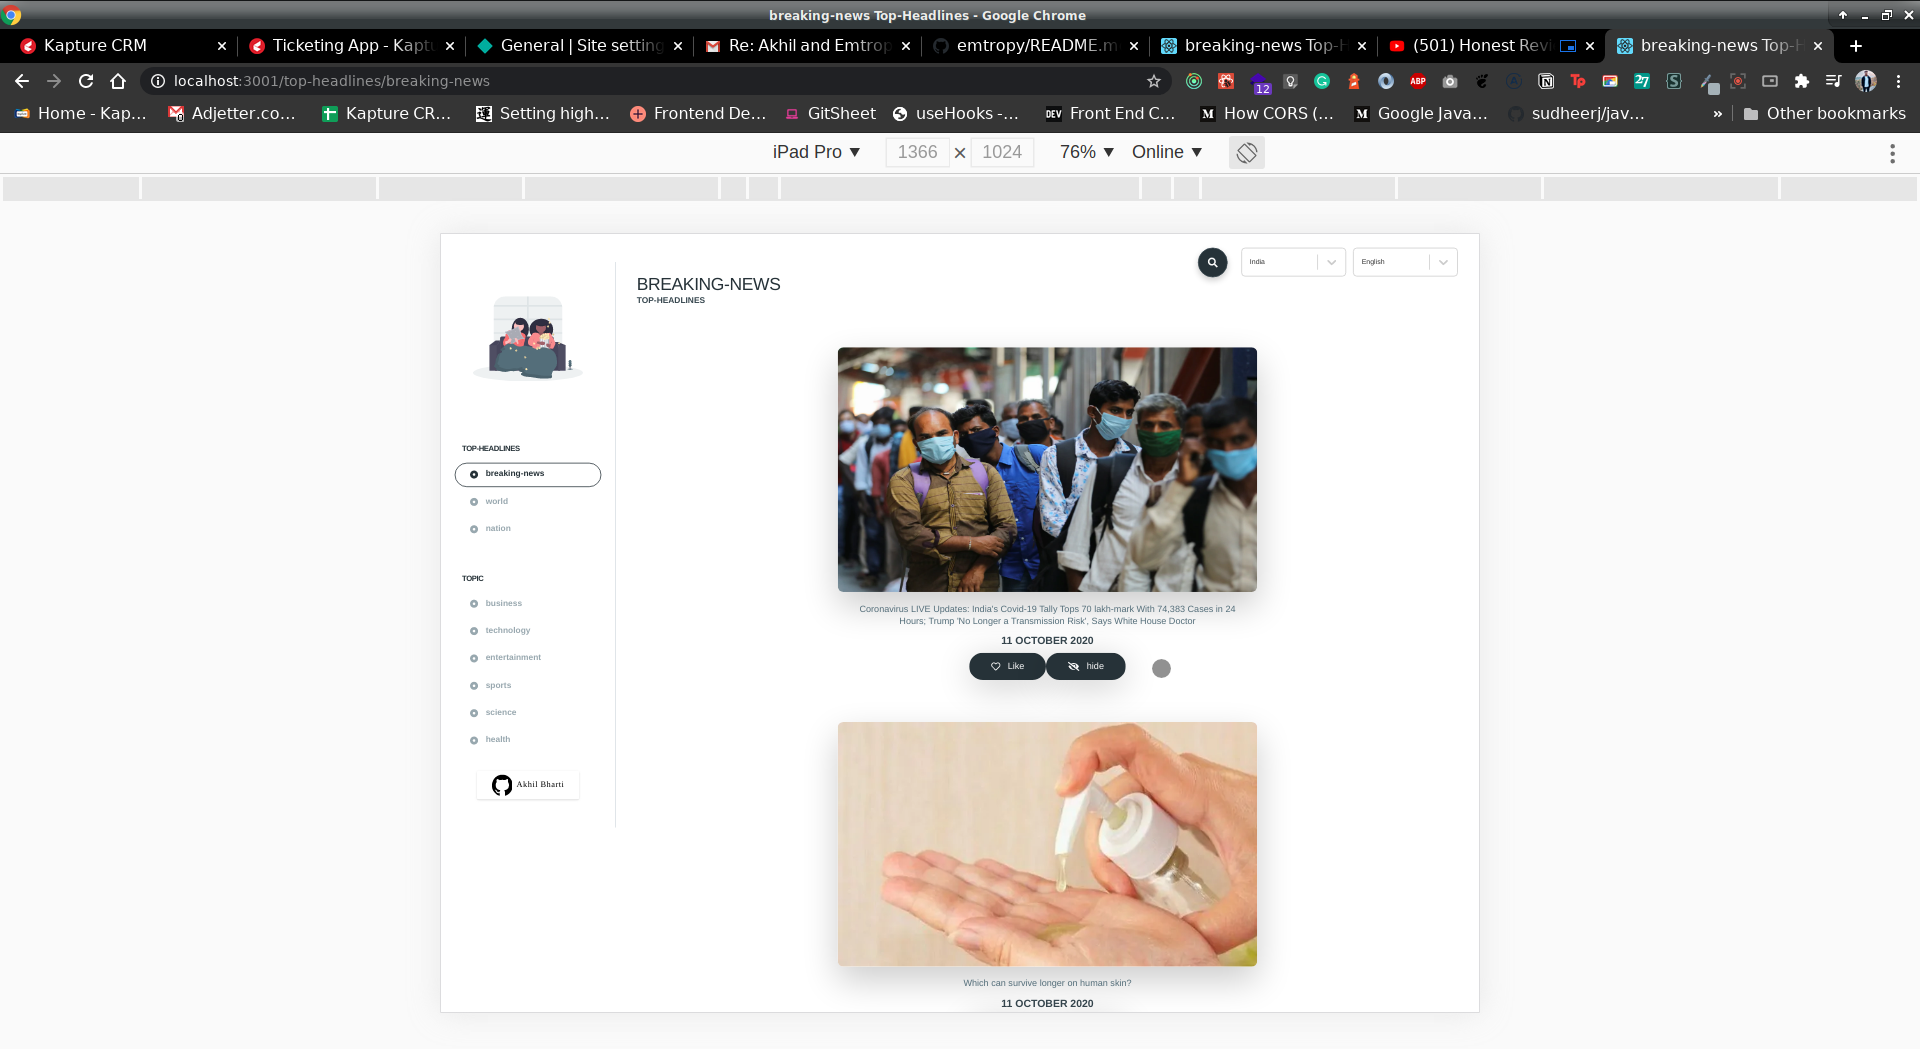 breaking-news Top-Headlines - Google Chrome
Kapture CRM
Ticketing App - Kaptu
General | Site setting
Re: Akhil and Emtrop
emtropy/README.m
breaking-news Top-H
(501) Honest Revi
breaking-news Top-H
localhost:3001/top-headlines/breaking-news
12
ABP
27
Home - Kap...
Adjetter.co...
Kapture CR...
Setting high...
Frontend De...
GitSheet
useHooks -...
DEV Front End C...
How CORS (...
Google Java...
sudheerj/jav...
»
Other bookmarks
iPad Pro ▼
1366 × 1024
76% ▼
Online ▼
India
English
BREAKING-NEWS
TOP-HEADLINES
TOP-HEADLINES
breaking-news
world
nation
TOPIC
business
technology
entertainment
sports
science
health
Akhil Bharti
Coronavirus LIVE Updates: India's Covid-19 Tally Tops 70 lakh-mark With 74,383 Cases in 24
Hours; Trump 'No Longer a Transmission Risk', Says White House Doctor
11 OCTOBER 2020
Like
hide
Which can survive longer on human skin?
11 OCTOBER 2020